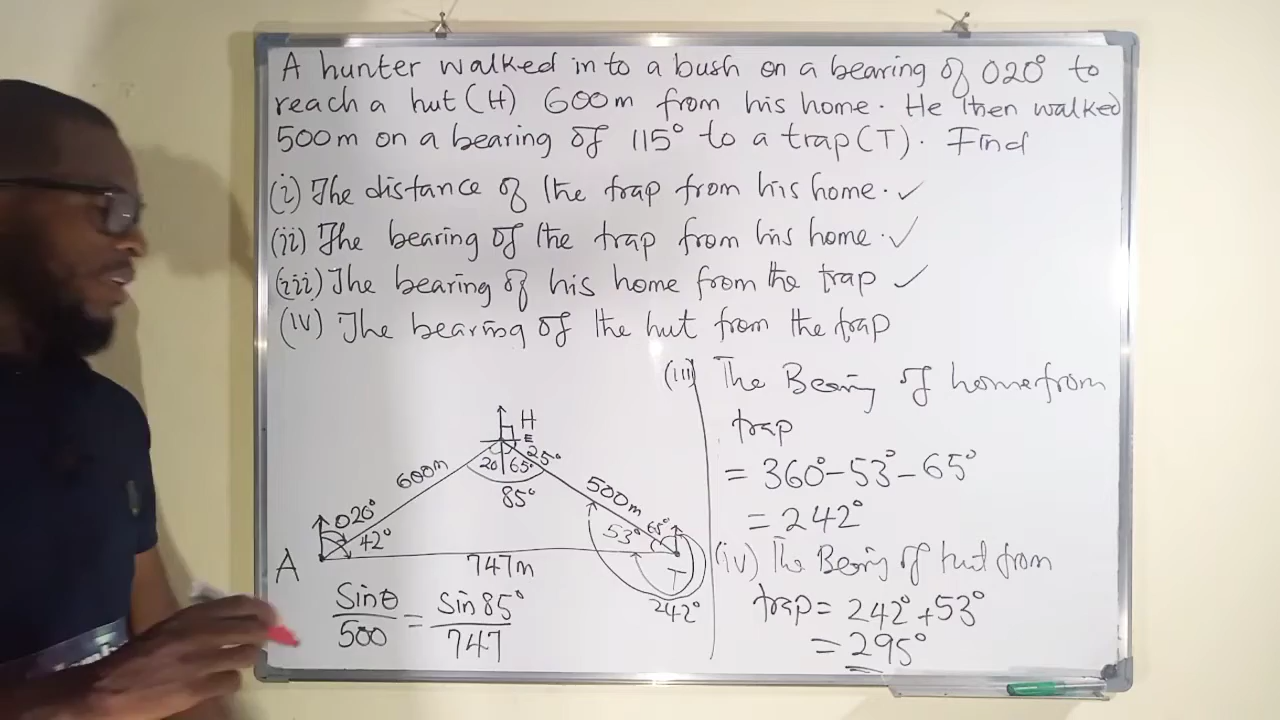 A hunter walked in to a bush on a bearing of 020° to
reach a hut (H) 600m from his home. He then walked
500m on a bearing of 115° to a trap (T). Find
(i) The distance of the trap from his home. ✓
(ii) The bearing of the trap from his home. ✓
(iii) The bearing of his home from the trap ✓
(iv) The bearing of the hut from the trap
H
E
25°
20 65°
85°
600m
500m
020°
42°
65°
53°
A
747m
T
242°
Sinθ/500 = Sin 85°/747
(iii) The Bearing of home from
trap
= 360° - 53° - 65°
= 242°
(iv) The Bearing of hut from
trap = 242° + 53°
= 295°